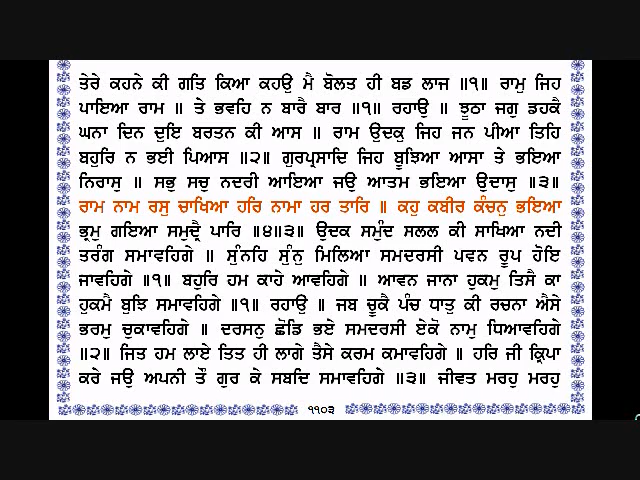 ਤੇਰੇ ਕਹਨੇ ਕੀ ਗਤਿ ਕਿਆ ਕਹਉ ਮੈ ਬੋਲਤ ਹੀ ਬਡ ਲਾਜ ॥੧॥ ਰਾਮੁ ਜਿਹ
ਪਾਇਆ ਰਾਮ ॥ ਤੇ ਭਵਹਿ ਨ ਬਾਰੈ ਬਾਰ ॥੧॥ ਰਹਾਉ ॥ ਝੂਠਾ ਜਗੁ ਡਹਕੈ
ਘਨਾ ਦਿਨ ਦੁਇ ਬਰਤਨ ਕੀ ਆਸ ॥ ਰਾਮ ਉਦਕੁ ਜਿਹ ਜਨ ਪੀਆ ਤਿਹਿ
ਬਹੁਰਿ ਨ ਭਈ ਪਿਆਸ ॥੨॥ ਗੁਰਪ੍ਰਸਾਦਿ ਜਿਹ ਬੂਝਿਆ ਆਸਾ ਤੇ ਭਇਆ
ਨਿਰਾਸੁ ॥ ਸਭੁ ਸਚੁ ਨਦਰੀ ਆਇਆ ਜਉ ਆਤਮ ਭਇਆ ਉਦਾਸੁ ॥੩॥
ਰਾਮ ਨਾਮ ਰਸੁ ਚਾਖਿਆ ਹਰਿ ਨਾਮਾ ਹਰ ਤਾਰਿ ॥ ਕਹੁ ਕਬੀਰ ਕੰਚਨੁ ਭਇਆ
ਭ੍ਰਮੁ ਗਇਆ ਸਮੁਦ੍ਰੈ ਪਾਰਿ ॥੪॥੩॥ ਉਦਕ ਸਮੁੰਦ ਸਲਲ ਕੀ ਸਾਖਿਆ ਨਦੀ
ਤਰੰਗ ਸਮਾਵਹਿਗੇ ॥ ਸੁੰਨਹਿ ਸੁੰਨੁ ਮਿਲਿਆ ਸਮਦਰਸੀ ਪਵਨ ਰੂਪ ਹੋਇ
ਜਾਵਹਿਗੇ ॥੧॥ ਬਹੁਰਿ ਹਮ ਕਾਹੇ ਆਵਹਿਗੇ ॥ ਆਵਨ ਜਾਨਾ ਹੁਕਮੁ ਤਿਸੈ ਕਾ
ਹੁਕਮੈ ਬੁਝਿ ਸਮਾਵਹਿਗੇ ॥੧॥ ਰਹਾਉ ॥ ਜਬ ਚੂਕੈ ਪੰਚ ਧਾਤੁ ਕੀ ਰਚਨਾ ਐਸੇ
ਭਰਮੁ ਚੁਕਾਵਹਿਗੇ ॥ ਦਰਸਨੁ ਛੋਡਿ ਭਏ ਸਮਦਰਸੀ ਏਕੋ ਨਾਮੁ ਧਿਆਵਹਿਗੇ
॥੨॥ ਜਿਤ ਹਮ ਲਾਏ ਤਿਤ ਹੀ ਲਾਗੇ ਤੈਸੇ ਕਰਮ ਕਮਾਵਹਿਗੇ ॥ ਹਰਿ ਜੀ ਕ੍ਰਿਪਾ
ਕਰੇ ਜਉ ਅਪਨੀ ਤੌ ਗੁਰ ਕੇ ਸਬਦਿ ਸਮਾਵਹਿਗੇ ॥੩॥ ਜੀਵਤ ਮਰਹੁ ਮਰਹੁ
੧੧੦੩